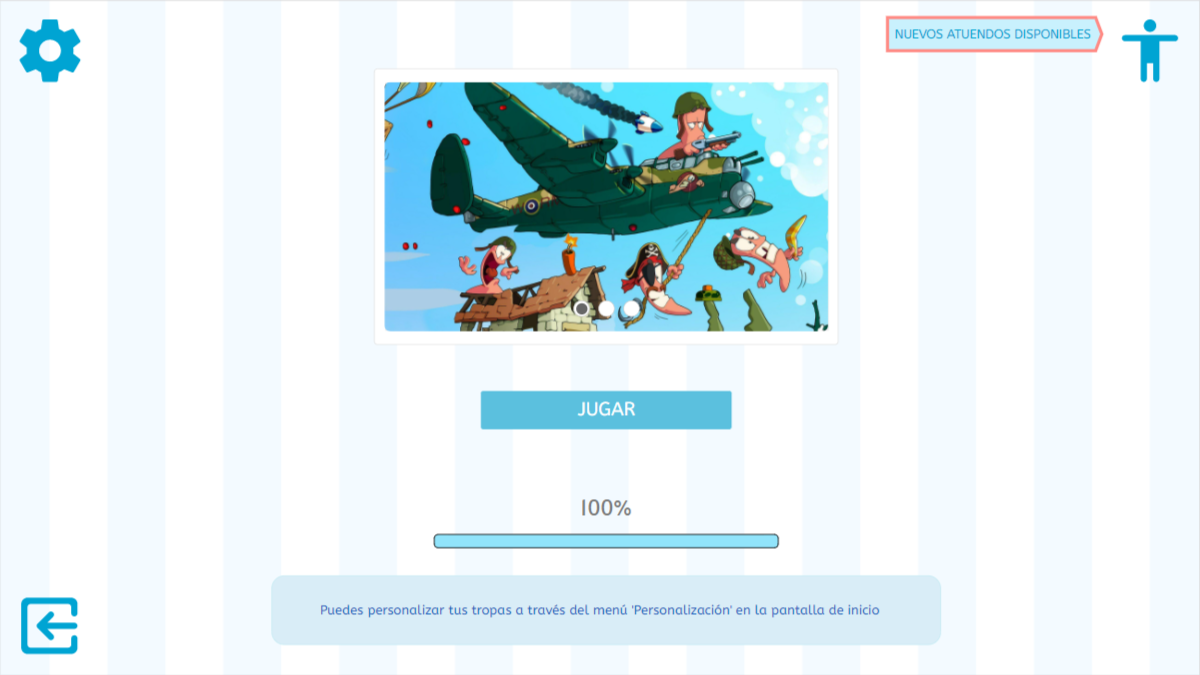 NUEVOS ATUENDOS DISPONIBLES
JUGAR
100%
Puedes personalizar tus tropas a través del menú 'Personalización' en la pantalla de inicio